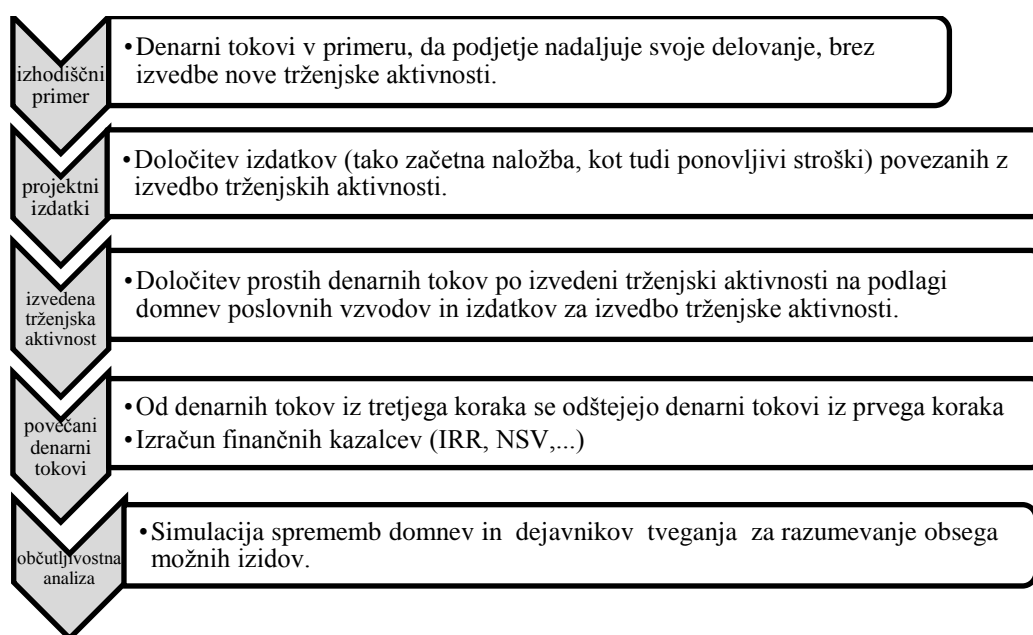 izhodiščni
primer
•Denarni tokovi v primeru, da podjetje nadaljuje svoje delovanje, brez
izvedbe nove trženjske aktivnosti.
projektni
izdatki
•Določitev izdatkov (tako začetna naložba, kot tudi ponovljivi stroški) povezanih z
izvedbo trženjskih aktivnosti.
izvedena
trženjska
aktivnost
•Določitev prostih denarnih tokov po izvedeni trženjski aktivnosti na podlagi
domnev poslovnih vzvodov in izdatkov za izvedbo trženjske aktivnosti.
povečani
denarni
tokovi
•Od denarnih tokov iz tretjega koraka se odštejejo denarni tokovi iz prvega koraka
•Izračun finančnih kazalcev (IRR, NSV,...)
občutljivostna
analiza
•Simulacija sprememb domnev in dejavnikov tveganja za razumevanje obsega
možnih izidov.